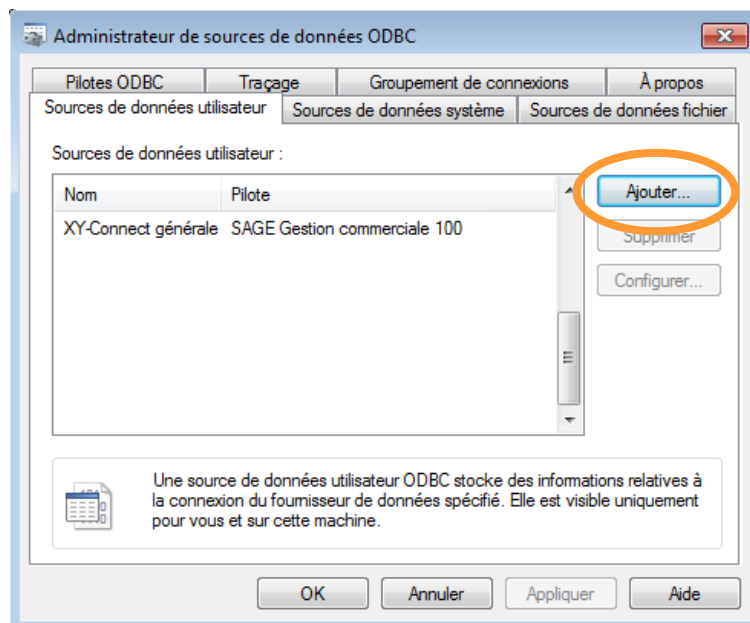 Administrateur de sources de données ODBC
Pilotes ODBC Traçage Groupement de connexions À propos
Sources de données utilisateur Sources de données système Sources de données fichier
Sources de données utilisateur :
Nom Pilote
Ajouter...
XY-Connect générale SAGE Gestion commerciale 100
Supprimer
Configurer...
Une source de données utilisateur ODBC stocke des informations relatives à
la connexion du fournisseur de données spécifié. Elle est visible uniquement
pour vous et sur cette machine.
OK Annuler Appliquer Aide